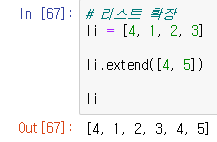 In [67]: # 리스트 확장
li = [4, 1, 2, 3]
li.extend([4, 5])
li
Out[67]: [4, 1, 2, 3, 4, 5]